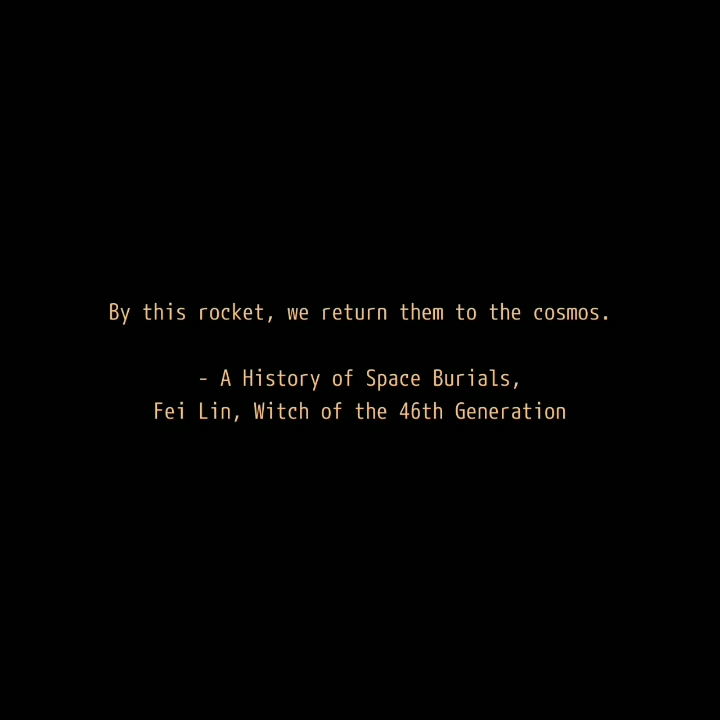 By this rocket, we return them to the cosmos.
- A History of Space Burials,
Fei Lin, Witch of the 46th Generation